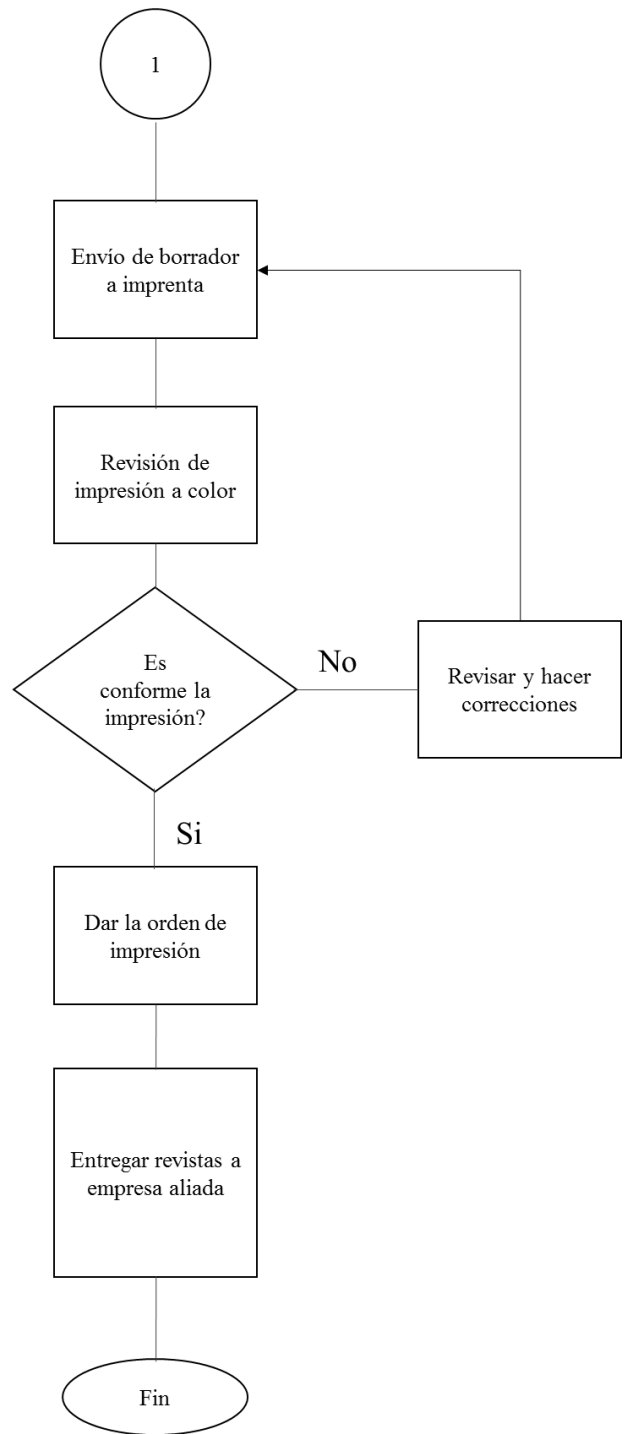 1
Envío de borrador
a imprenta
Revisión de
impresión a color
Es
conforme la
impresión?
No
Revisar y hacer
correcciones
Si
Dar la orden de
impresión
Entregar revistas a
empresa aliada
Fin